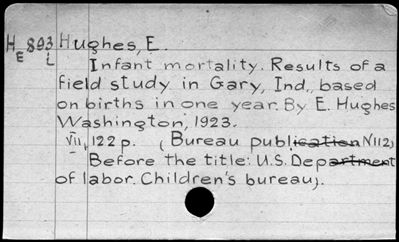 H 893 Hughes, E.
E L Infant mortality. Results of a
field study in Gary, Ind., based
on births in one year. By E. Hughes
Washington, 1923.
vii, 122 p. (Bureau publication N112)
Before the title: U.S. Department
of labor. Children's bureau).